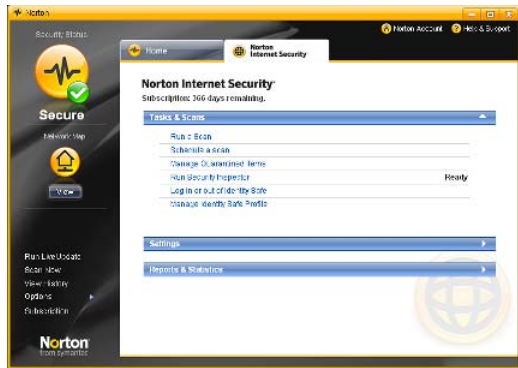 Norton
Norton Account
Help & Support
Security Status
Home
Norton
Internet Security
Norton Internet Security
Subscription: 366 days remaining.
Secure
Tasks & Scans
Run a Scan
Schedule a scan
Manage Quarantined Items
Run Security Inspector
Ready
Log in or out of Identity Safe
Manage Identity Safe Profile
Network Map
View
Settings
Reports & Statistics
Run LiveUpdate
Scan Now
View History
Options
Subscription
Norton
from symantec